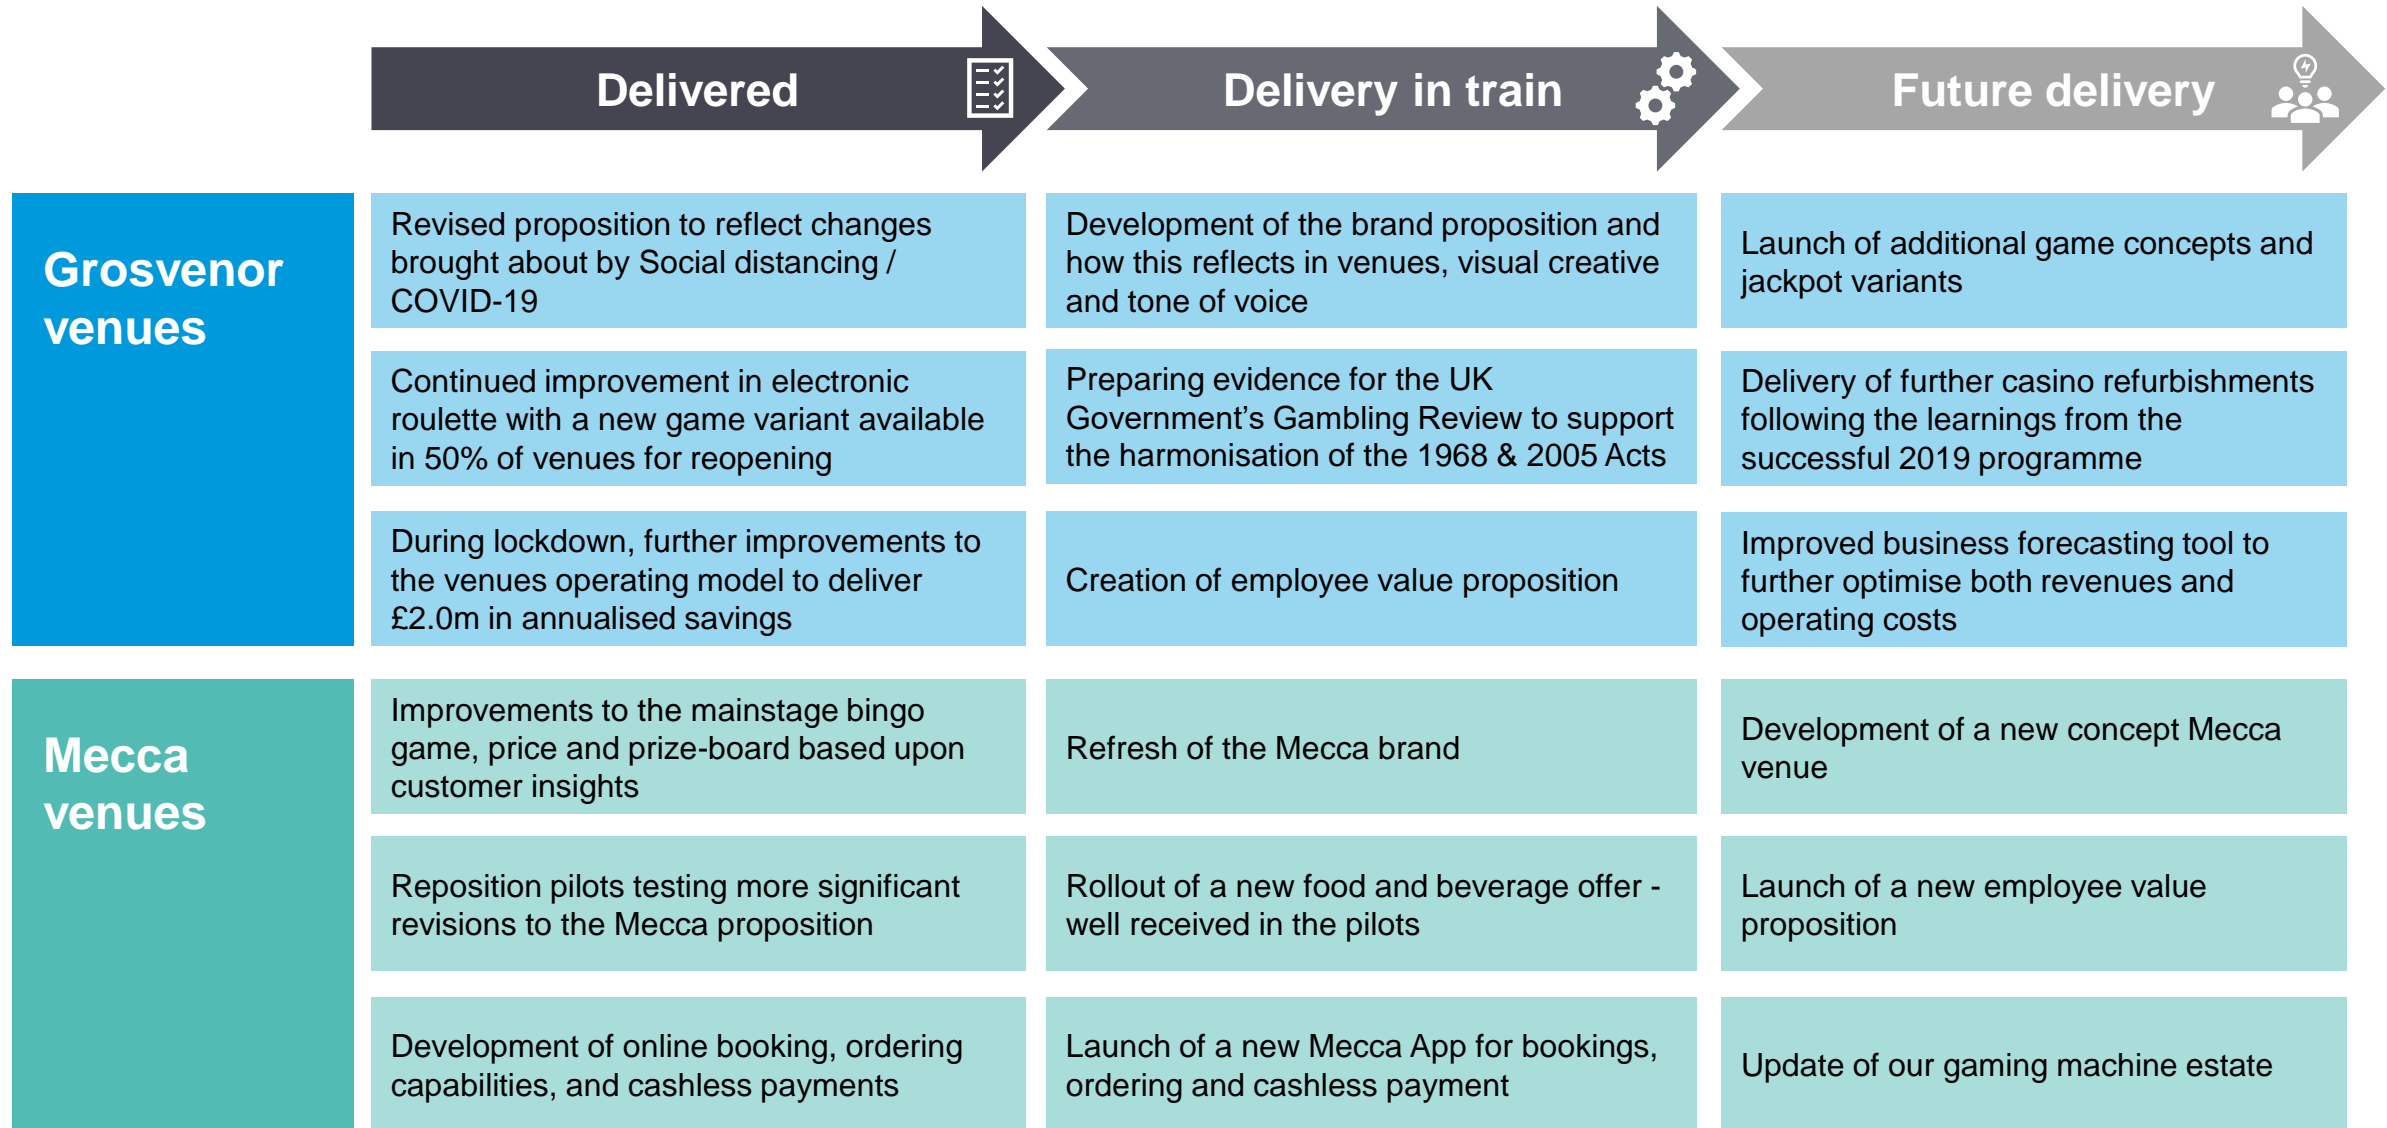 Delivered
Delivery in train
Future delivery
Grosvenor
venues
Revised proposition to reflect changes
brought about by Social distancing /
COVID-19
Development of the brand proposition and
how this reflects in venues, visual creative
and tone of voice
Launch of additional game concepts and
jackpot variants
Continued improvement in electronic
roulette with a new game variant available
in 50% of venues for reopening
Preparing evidence for the UK
Government’s Gambling Review to support
the harmonisation of the 1968 & 2005 Acts
Delivery of further casino refurbishments
following the learnings from the
successful 2019 programme
During lockdown, further improvements to
the venues operating model to deliver
£2.0m in annualised savings
Creation of employee value proposition
Improved business forecasting tool to
further optimise both revenues and
operating costs
Mecca
venues
Improvements to the mainstage bingo
game, price and prize-board based upon
customer insights
Refresh of the Mecca brand
Development of a new concept Mecca
venue
Reposition pilots testing more significant
revisions to the Mecca proposition
Rollout of a new food and beverage offer -
well received in the pilots
Launch of a new employee value
proposition
Development of online booking, ordering
capabilities, and cashless payments
Launch of a new Mecca App for bookings,
ordering and cashless payment
Update of our gaming machine estate